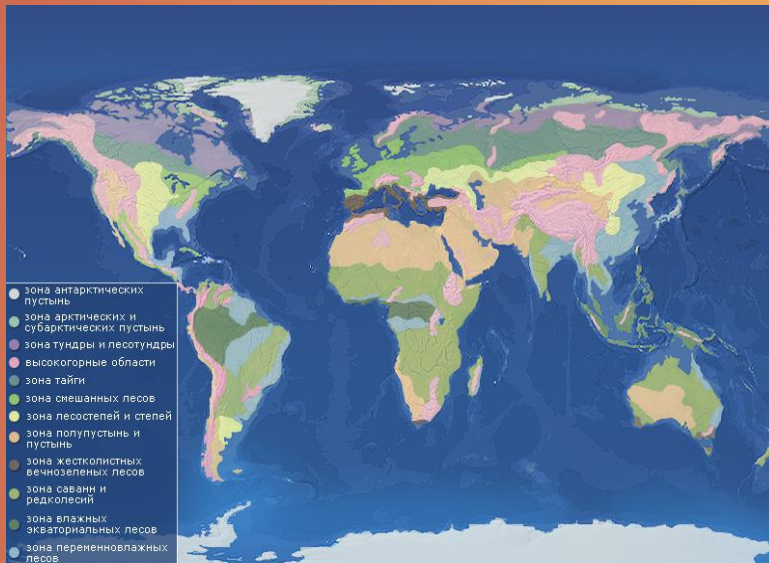 зона антарктических
пустынь
зона арктических и
субарктических пустынь
зона тундры и лесотундры
высокогорные области
зона тайги
зона смешанных лесов
зона лесостепей и степей
зона полупустынь и
пустынь
зона жестколистных
вечнозеленых лесов
зона саванн и
редколесий
зона влажных
экваториальных лесов
зона переменновлажных
лесов